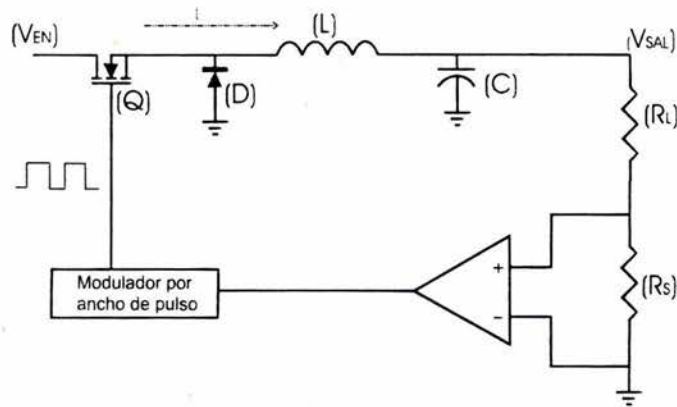 i
(VEN)
(L)
(VSAL)
(Q)
(D)
(C)
(RL)
+
-
(RS)
Modulador por
ancho de pulso